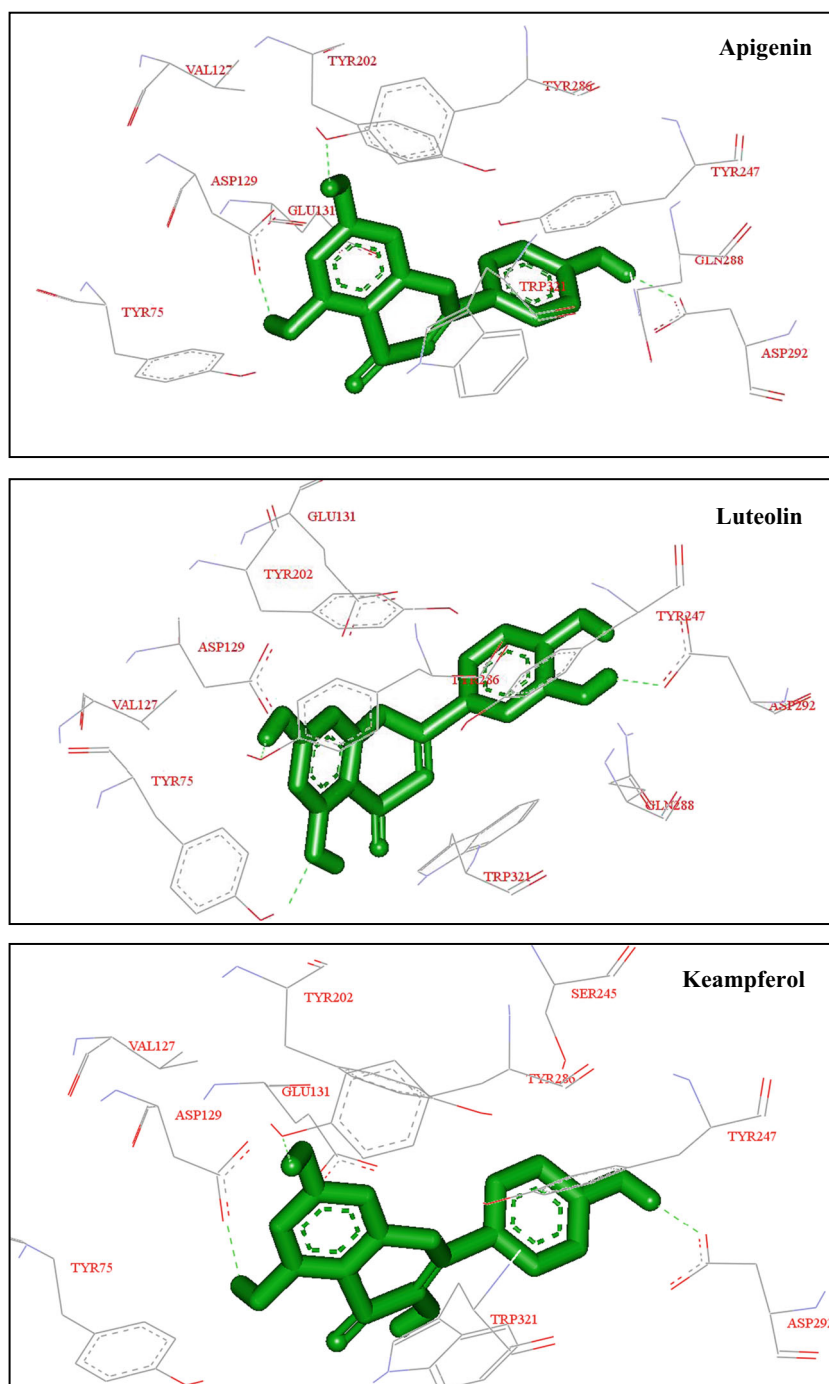 Apigenin
VAL127
TYR202
TYR286
TYR247
ASP129
GLU131
GLN288
TRP321
TYR75
ASP292
Luteolin
GLU131
TYR202
ASP129
TYR247
TYR286
VAL127
ASP292
TYR75
GLN288
TRP321
Keampferol
TYR202
SER245
VAL127
TYR286
GLU131
ASP129
TYR247
TYR75
TRP321
ASP292